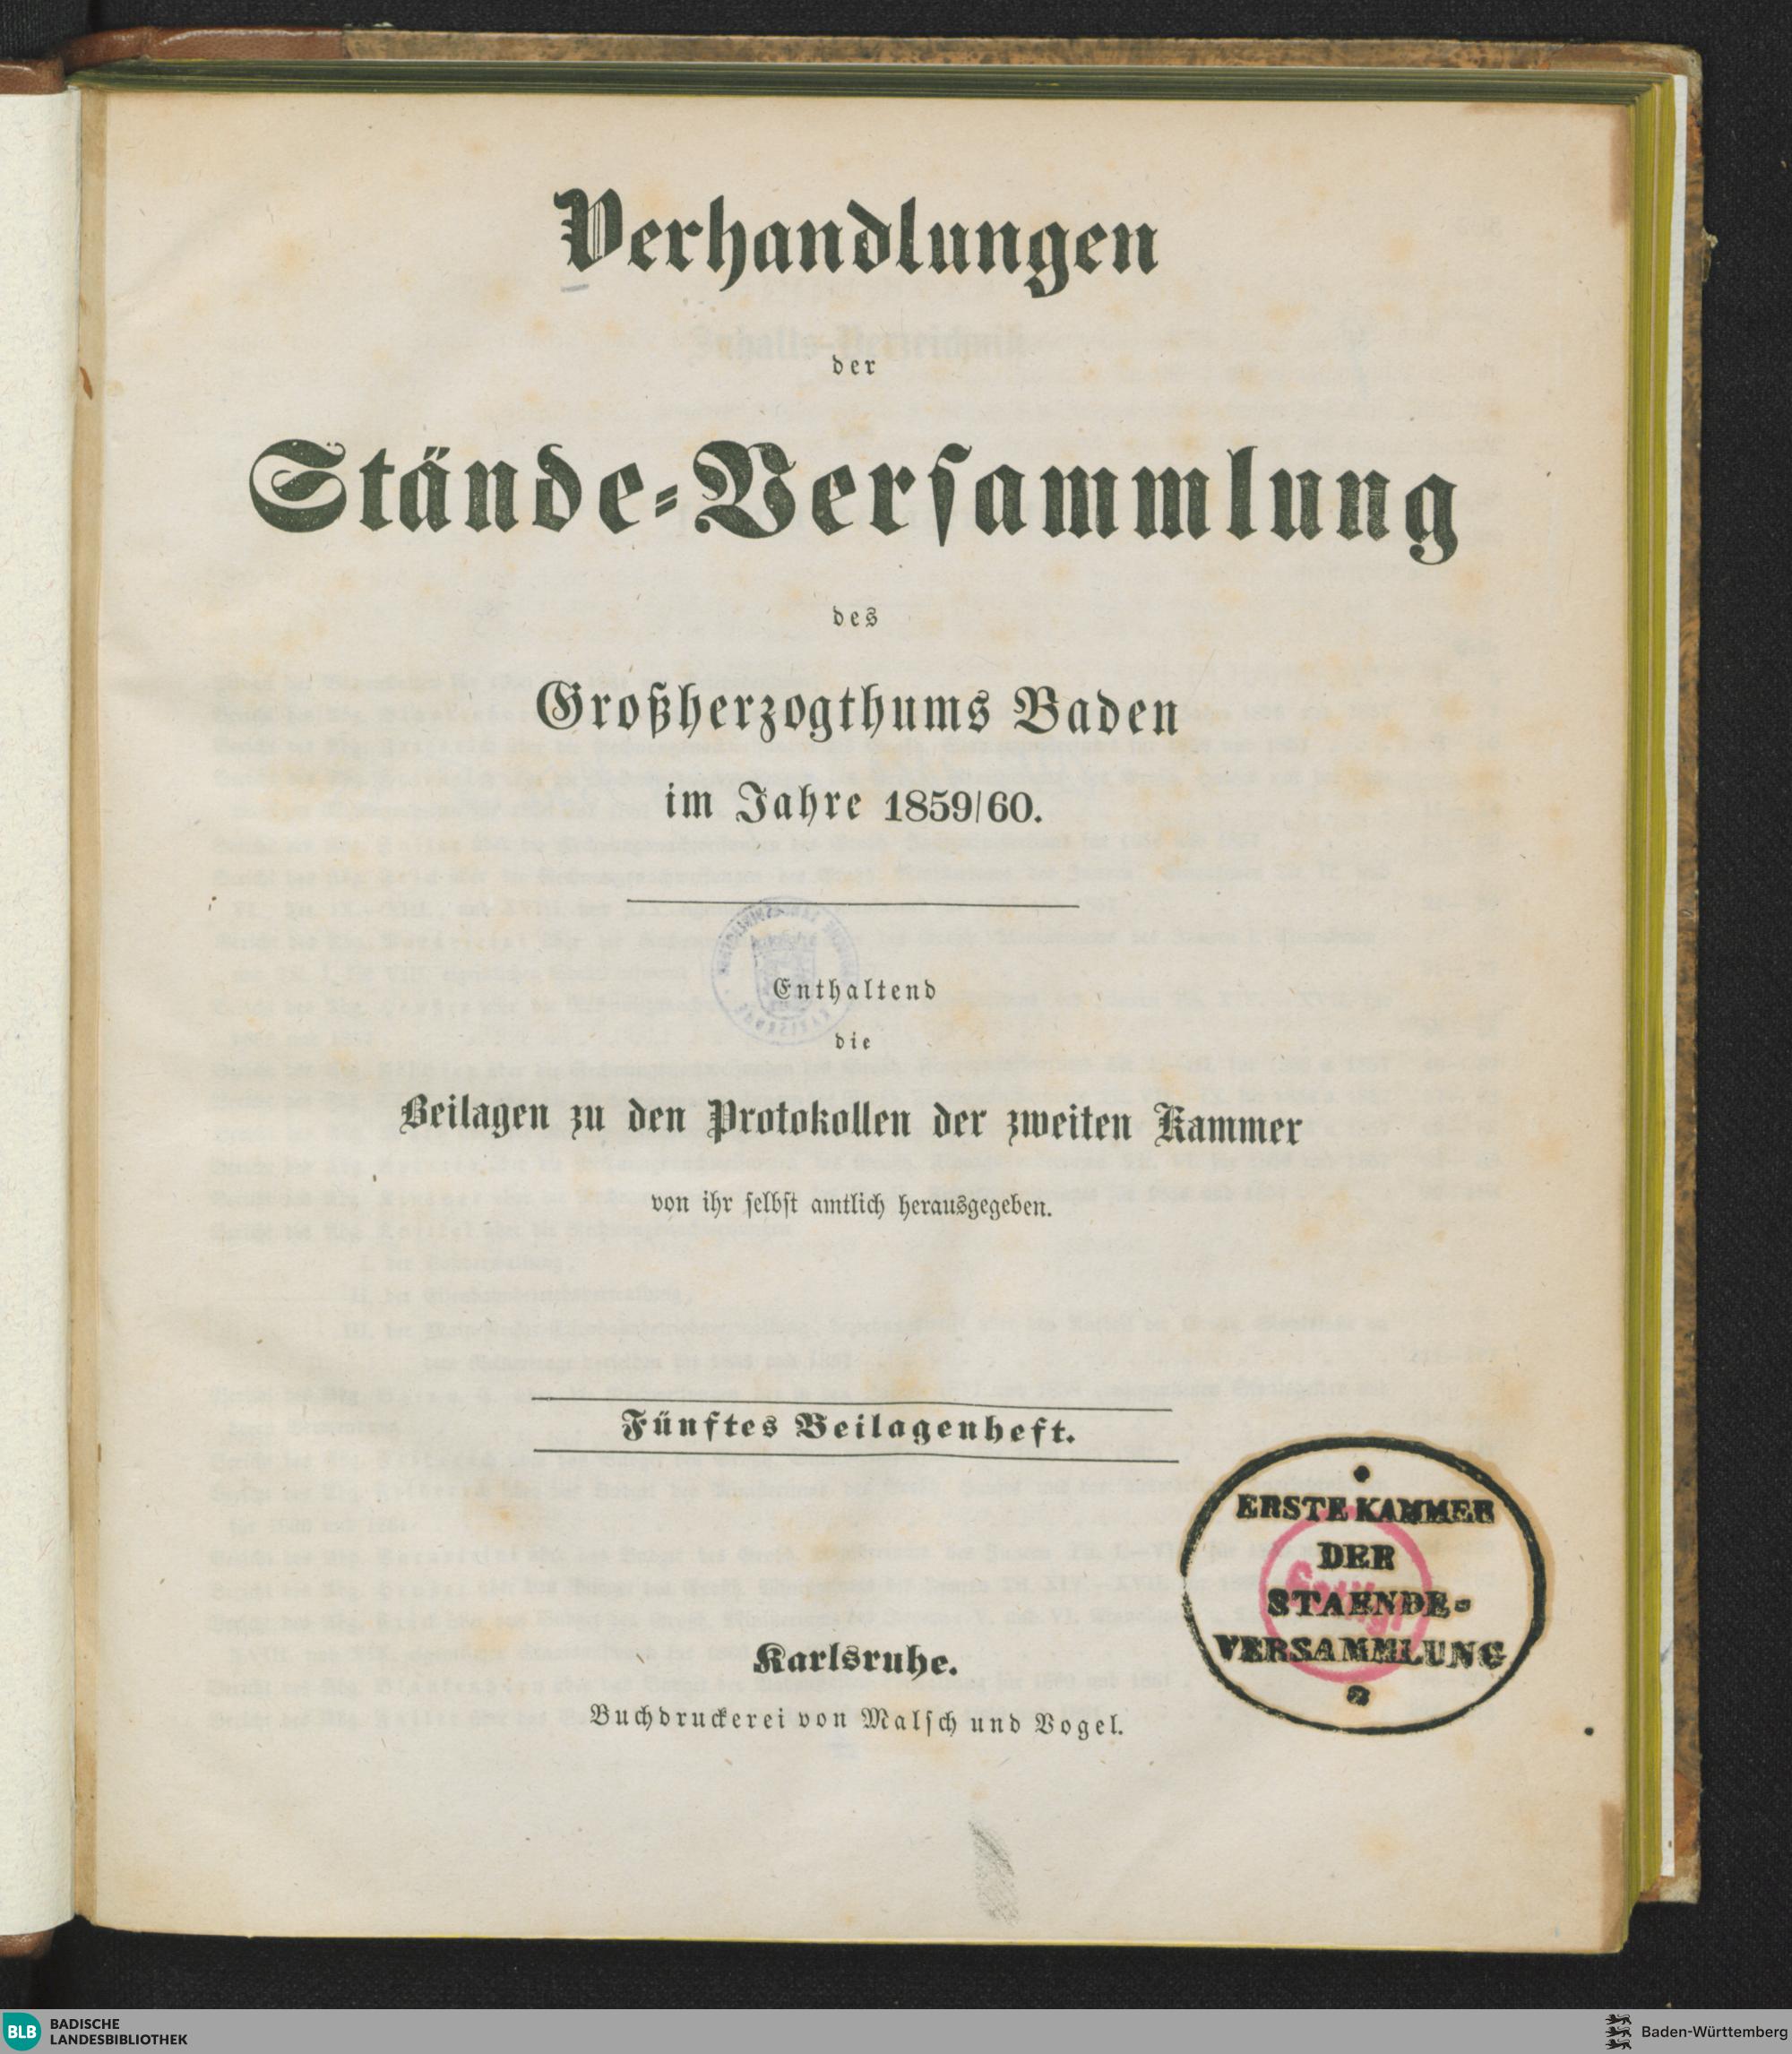 Verhandlungen
der
Stände-Versammlung
des
Großherzogthums Baden
im Jahre 1859/60.
Enthaltend
die
Beilagen zu den Protokollen der zweiten Kammer
von ihr selbst amtlich herausgegeben.
Fünftes Beilagenheft.
ERSTE KAMMER
DER
STAENDE-
VERSAMMLUNG
Karlsruhe.
Buchdruckerei von Malsch und Vogel.
BLB BADISCHE
LANDESBIBLIOTHEK
Baden-Württemberg